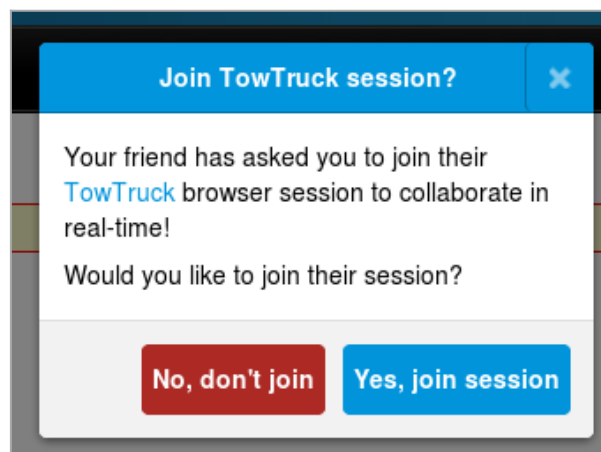 Join TowTruck session?
Your friend has asked you to join their
TowTruck browser session to collaborate in
real-time!
Would you like to join their session?
No, don't join
Yes, join session